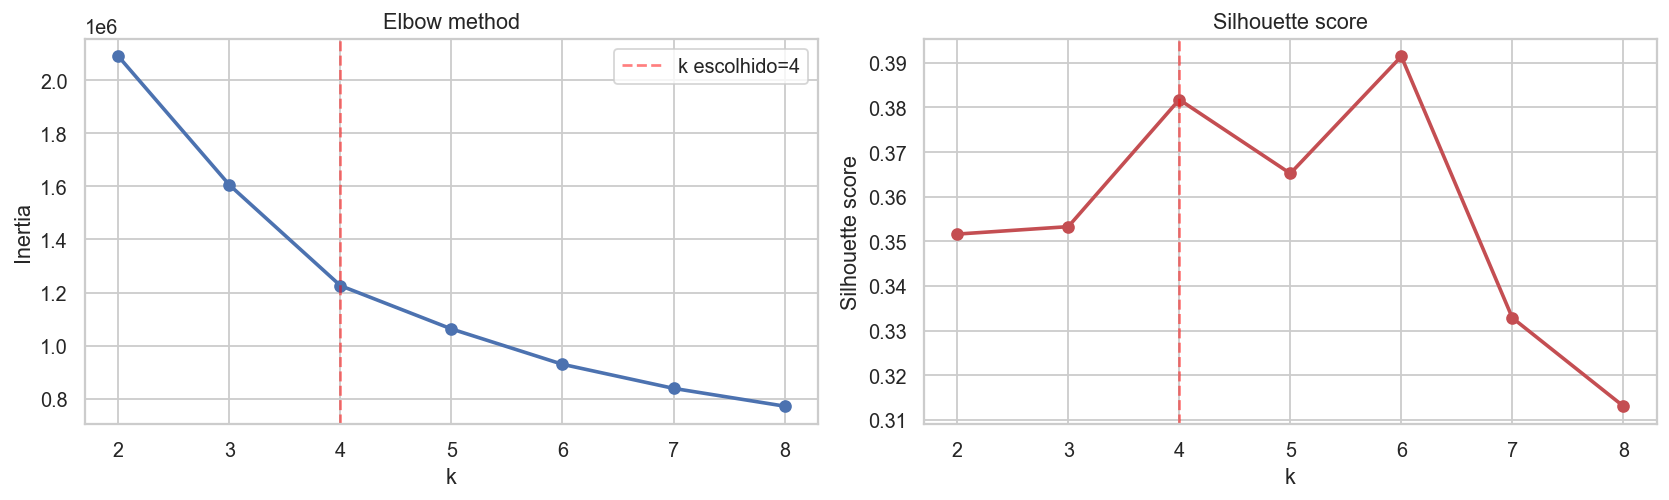 Elbow method
1e6
k escolhido=4
2.0
1.8
1.6
1.4
1.2
1.0
0.8
Inertia
2 3 4 5 6 7 8
k
Silhouette score
0.39
0.38
0.37
0.36
0.35
0.34
0.33
0.32
0.31
Silhouette score
2 3 4 5 6 7 8
k